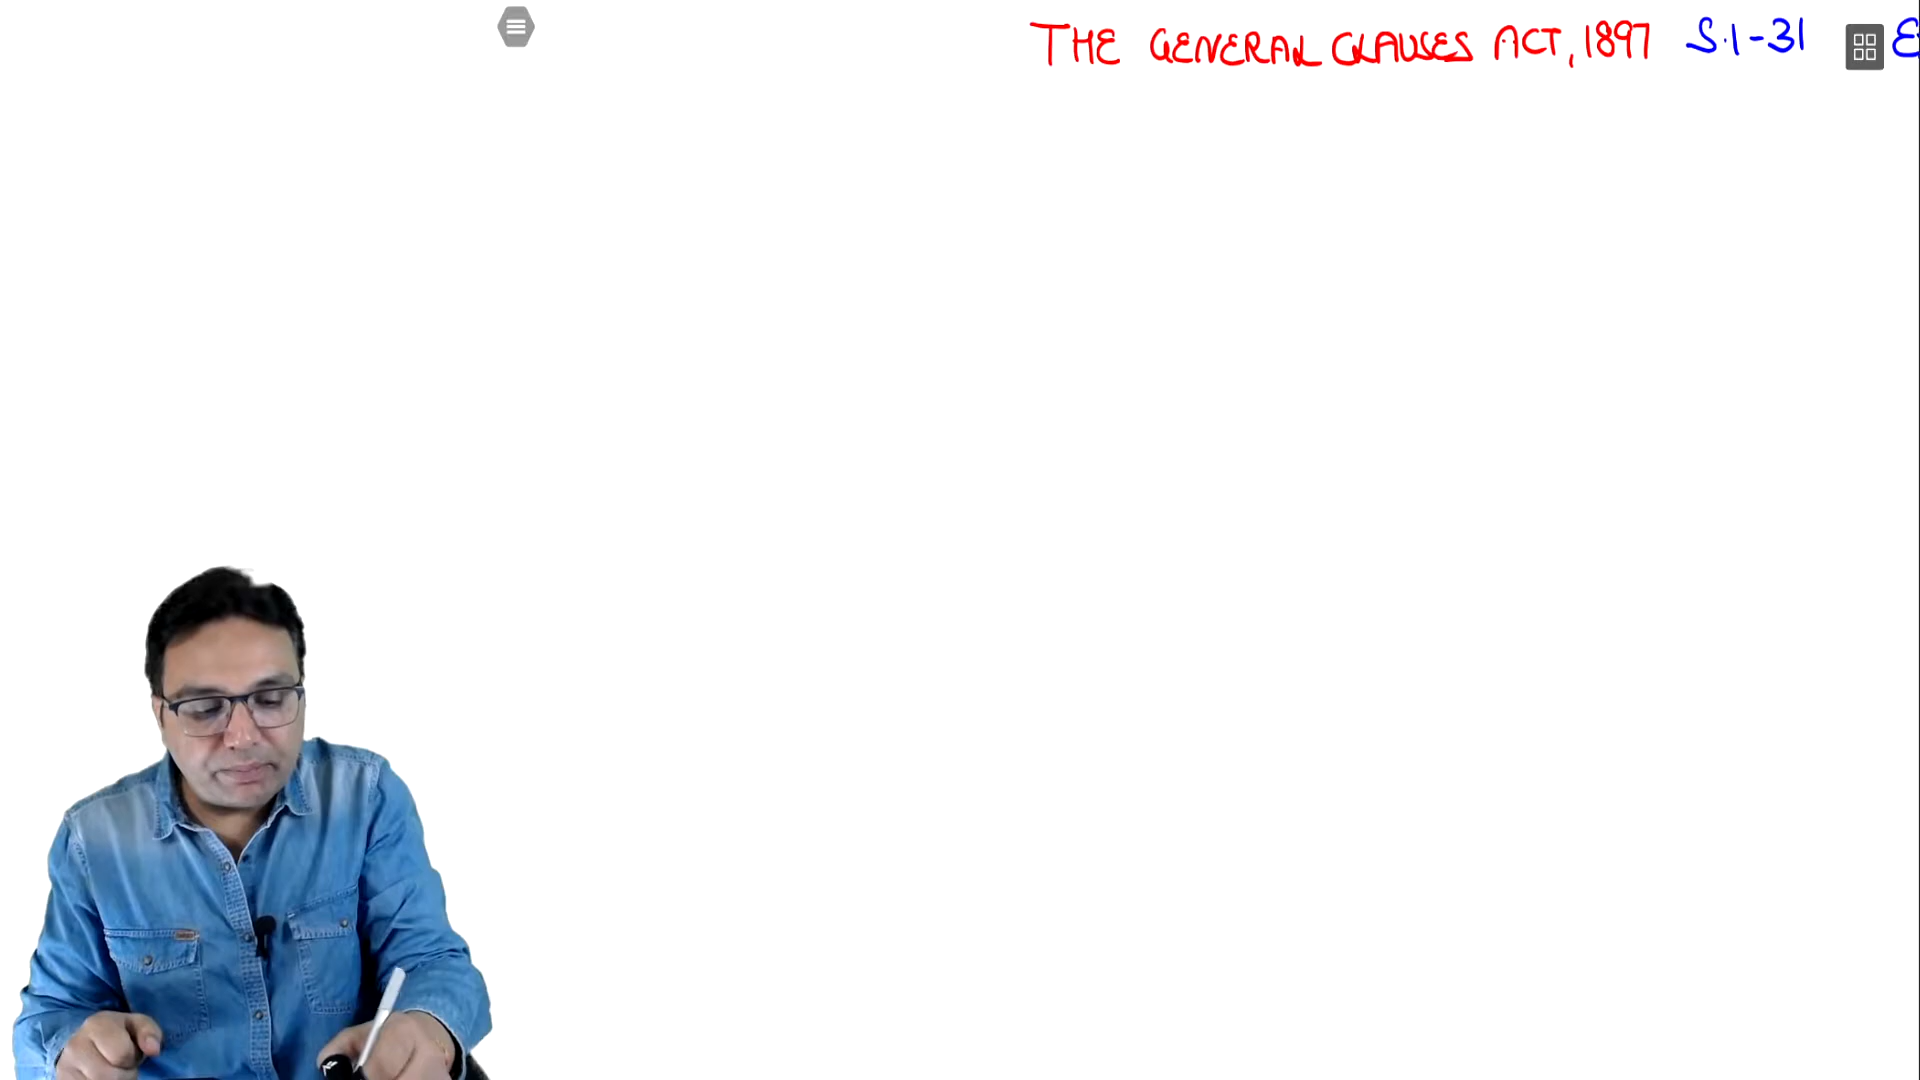 THE GENERAL CLAUSES ACT, 1897 S.1-31